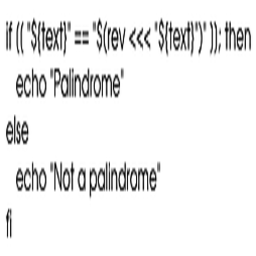 if [[ "${text}" == "$(rev <<< "${text}")" ]]; then
echo "Palindrome"
else
echo "Not a palindrome"
fi